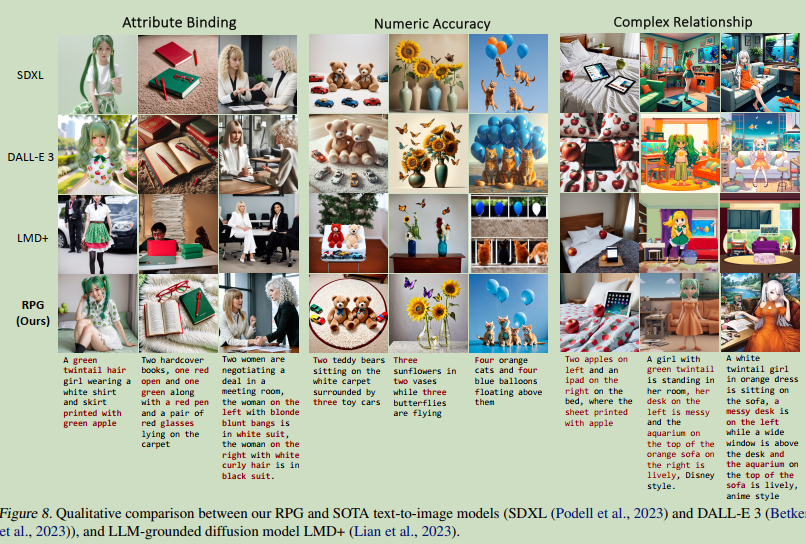 Attribute Binding
Numeric Accuracy
Complex Relationship
SDXL
DALL-E 3
LMD+
RPG
(Ours)
A green
twintail hair
girl wearing a
white shirt
and skirt
printed with
green apple
Two hardcover
books, one red
open and one
green along
with a red pen
and a pair of
red glasses
lying on the
carpet
Two women are
negotiating a
deal in a
meeting room,
the woman on the
left with blonde
blunt bangs is
in white suit,
the woman on the
right with white
curly hair is in
black suit.
Two teddy bears
sitting on the
white carpet
surrounded by
three toy cars
Three
sunflowers in
two vases
while three
butterflies
are flying
Four orange
cats and four
blue balloons
floating above
them
Two apples on
left and an
ipad on the
right on the
bed, where the
sheet printed
with apple
A girl with
green twintail
is standing in
her room, her
desk on the
left is messy
and the
aquarium on
the top of the
orange sofa on
the right is
lively, Disney
style.
A white
twintail girl
in orange dress
is sitting on
the sofa, a
messy desk is
on the left
while a wide
window is above
the desk and
the aquarium on
the top of the
sofa is lively,
anime style
Figure 8. Qualitative comparison between our RPG and SOTA text-to-image models (SDXL (Podell et al., 2023) and DALL-E 3 (Betker
et al., 2023)), and LLM-grounded diffusion model LMD+ (Lian et al., 2023).